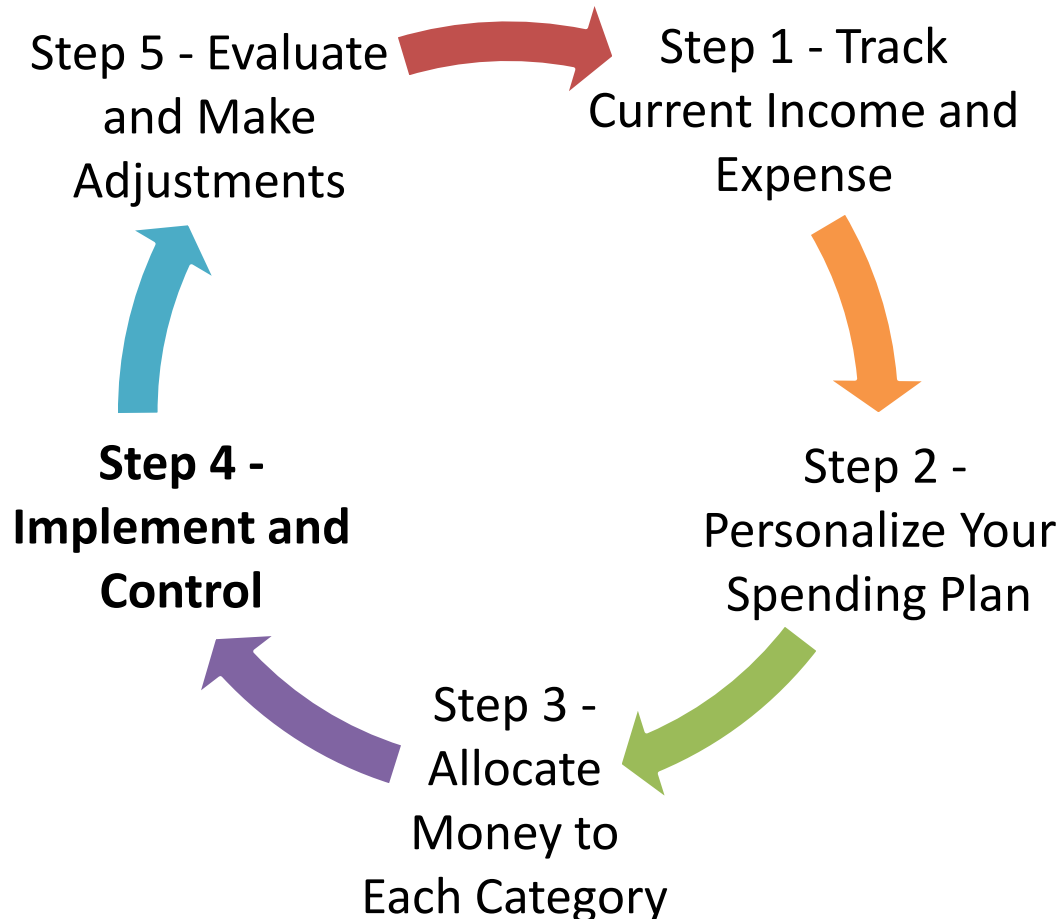 Step 1 - Track
Current Income and
Expense
Step 2 -
Personalize Your
Spending Plan
Step 3 -
Allocate
Money to
Each Category
Step 4 -
Implement and
Control
Step 5 - Evaluate
and Make
Adjustments